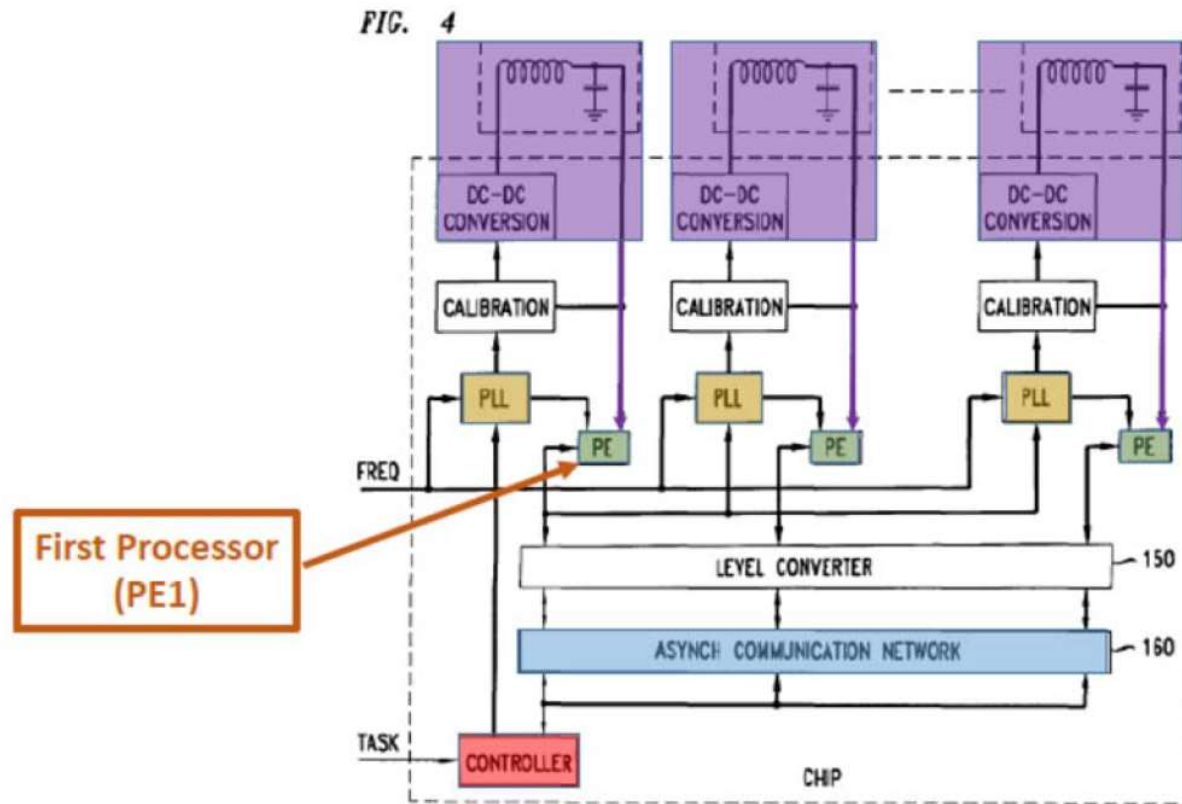 FIG. 4
DC-DC
CONVERSION
DC-DC
CONVERSION
DC-DC
CONVERSION
CALIBRATION
CALIBRATION
CALIBRATION
PLL
PLL
PLL
PE
PE
PE
FREQ
First Processor
(PE1)
LEVEL CONVERTER
150
ASYNCH COMMUNICATION NETWORK
160
TASK
CONTROLLER
CHIP